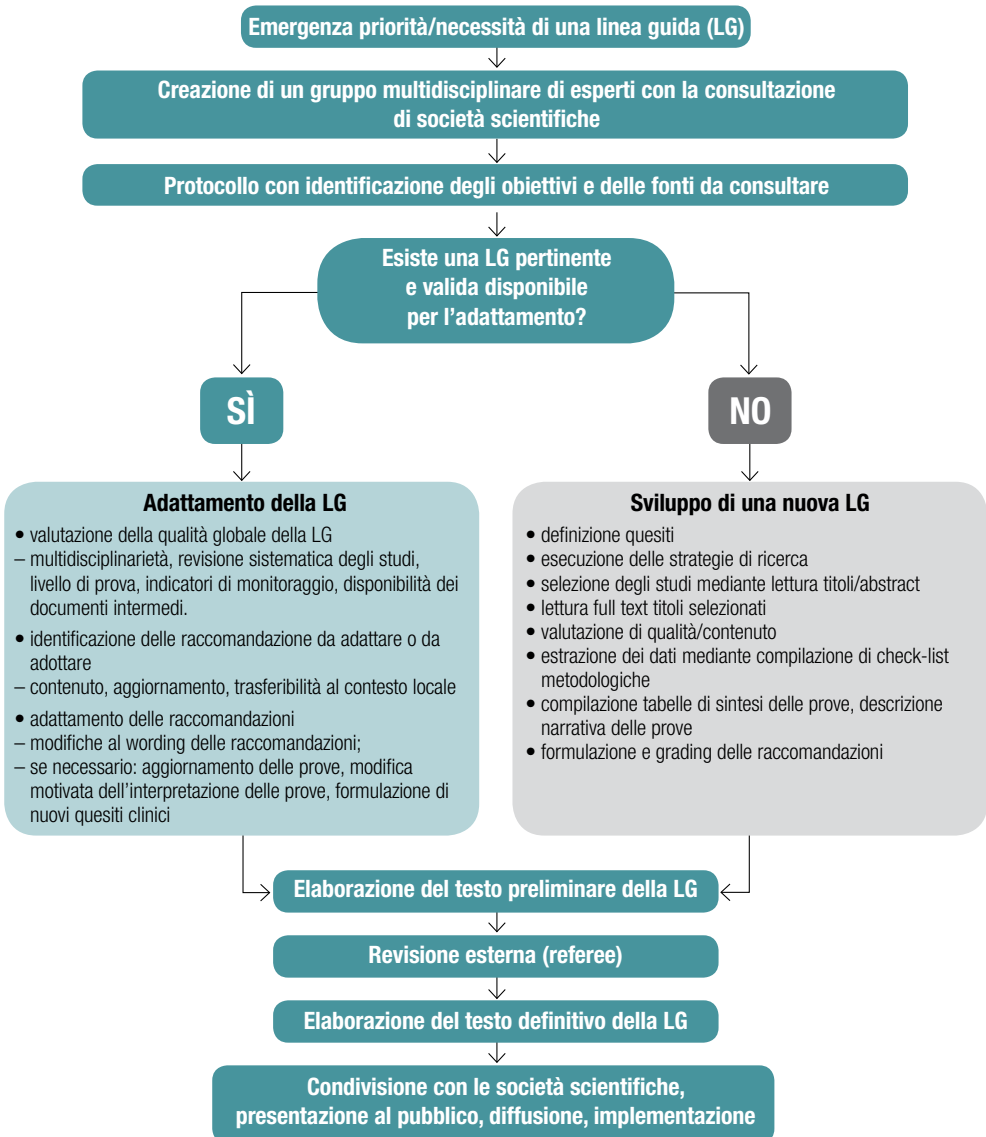 Emergenza priorità/necessità di una linea guida (LG)
Creazione di un gruppo multidisciplinare di esperti con la consultazione
di società scientifiche
Protocollo con identificazione degli obiettivi e delle fonti da consultare
Esiste una LG pertinente
e valida disponibile
per l'adattamento?
SÌ
NO
Adattamento della LG
• valutazione della qualità globale della LG
– multidisciplinarietà, revisione sistematica degli studi,
livello di prova, indicatori di monitoraggio, disponibilità dei
documenti intermedi.
• identificazione delle raccomandazione da adattare o da
adottare
– contenuto, aggiornamento, trasferibilità al contesto locale
• adattamento delle raccomandazioni
– modifiche al wording delle raccomandazioni;
– se necessario: aggiornamento delle prove, modifica
motivata dell'interpretazione delle prove, formulazione di
nuovi quesiti clinici
Sviluppo di una nuova LG
• definizione quesiti
• esecuzione delle strategie di ricerca
• selezione degli studi mediante lettura titoli/abstract
• lettura full text titoli selezionati
• valutazione di qualità/contenuto
• estrazione dei dati mediante compilazione di check-list
metodologiche
• compilazione tabelle di sintesi delle prove, descrizione
narrativa delle prove
• formulazione e grading delle raccomandazioni
Elaborazione del testo preliminare della LG
Revisione esterna (referee)
Elaborazione del testo definitivo della LG
Condivisione con le società scientifiche,
presentazione al pubblico, diffusione, implementazione